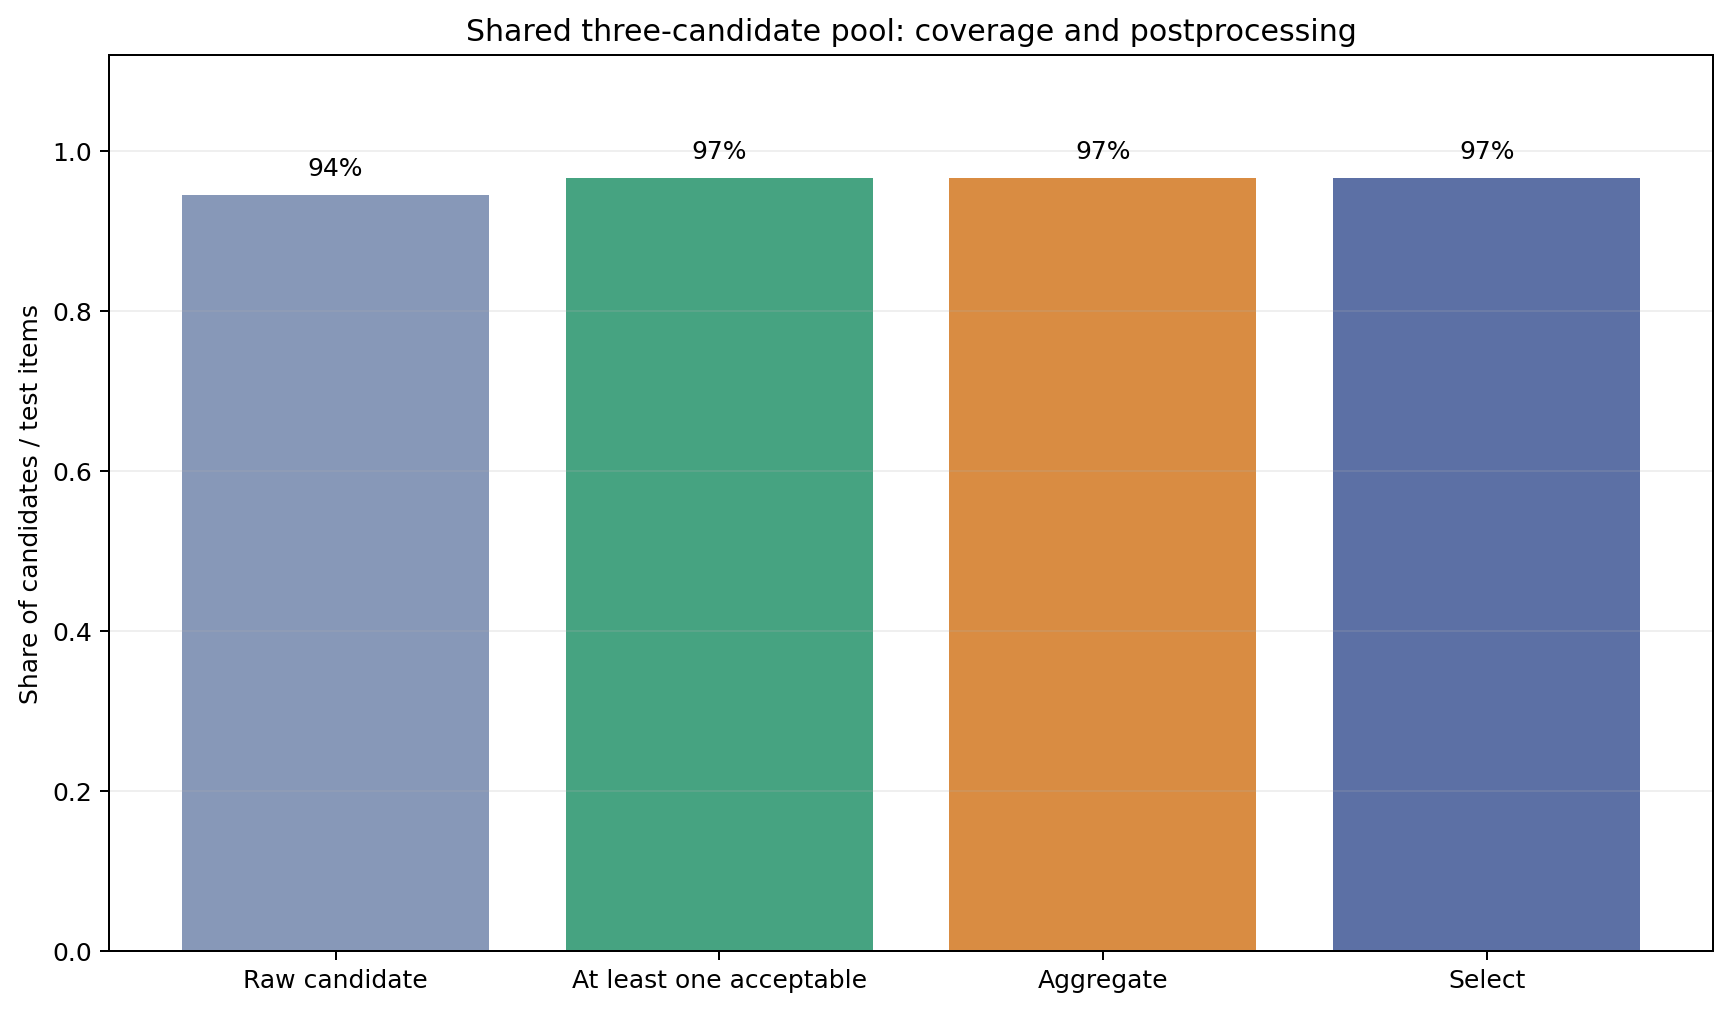 Shared three-candidate pool: coverage and postprocessing
Share of candidates / test items
1.0
0.8
0.6
0.4
0.2
0.0
94%
97%
97%
97%
Raw candidate
At least one acceptable
Aggregate
Select